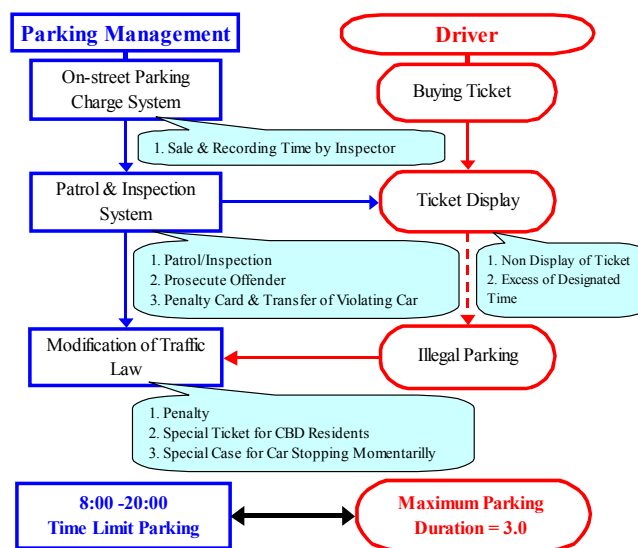 Parking Management
Driver
On-street Parking
Charge System
Buying Ticket
1. Sale & Recording Time by Inspector
Patrol & Inspection
System
Ticket Display
1. Patrol/Inspection
2. Prosecute Offender
3. Penalty Card & Transfer of Violating Car
1. Non Display of Ticket
2. Excess of Designated
Time
Modification of Traffic
Law
Illegal Parking
1. Penalty
2. Special Ticket for CBD Residents
3. Special Case for Car Stopping Momentarilly
8:00 -20:00
Time Limit Parking
Maximum Parking
Duration = 3.0